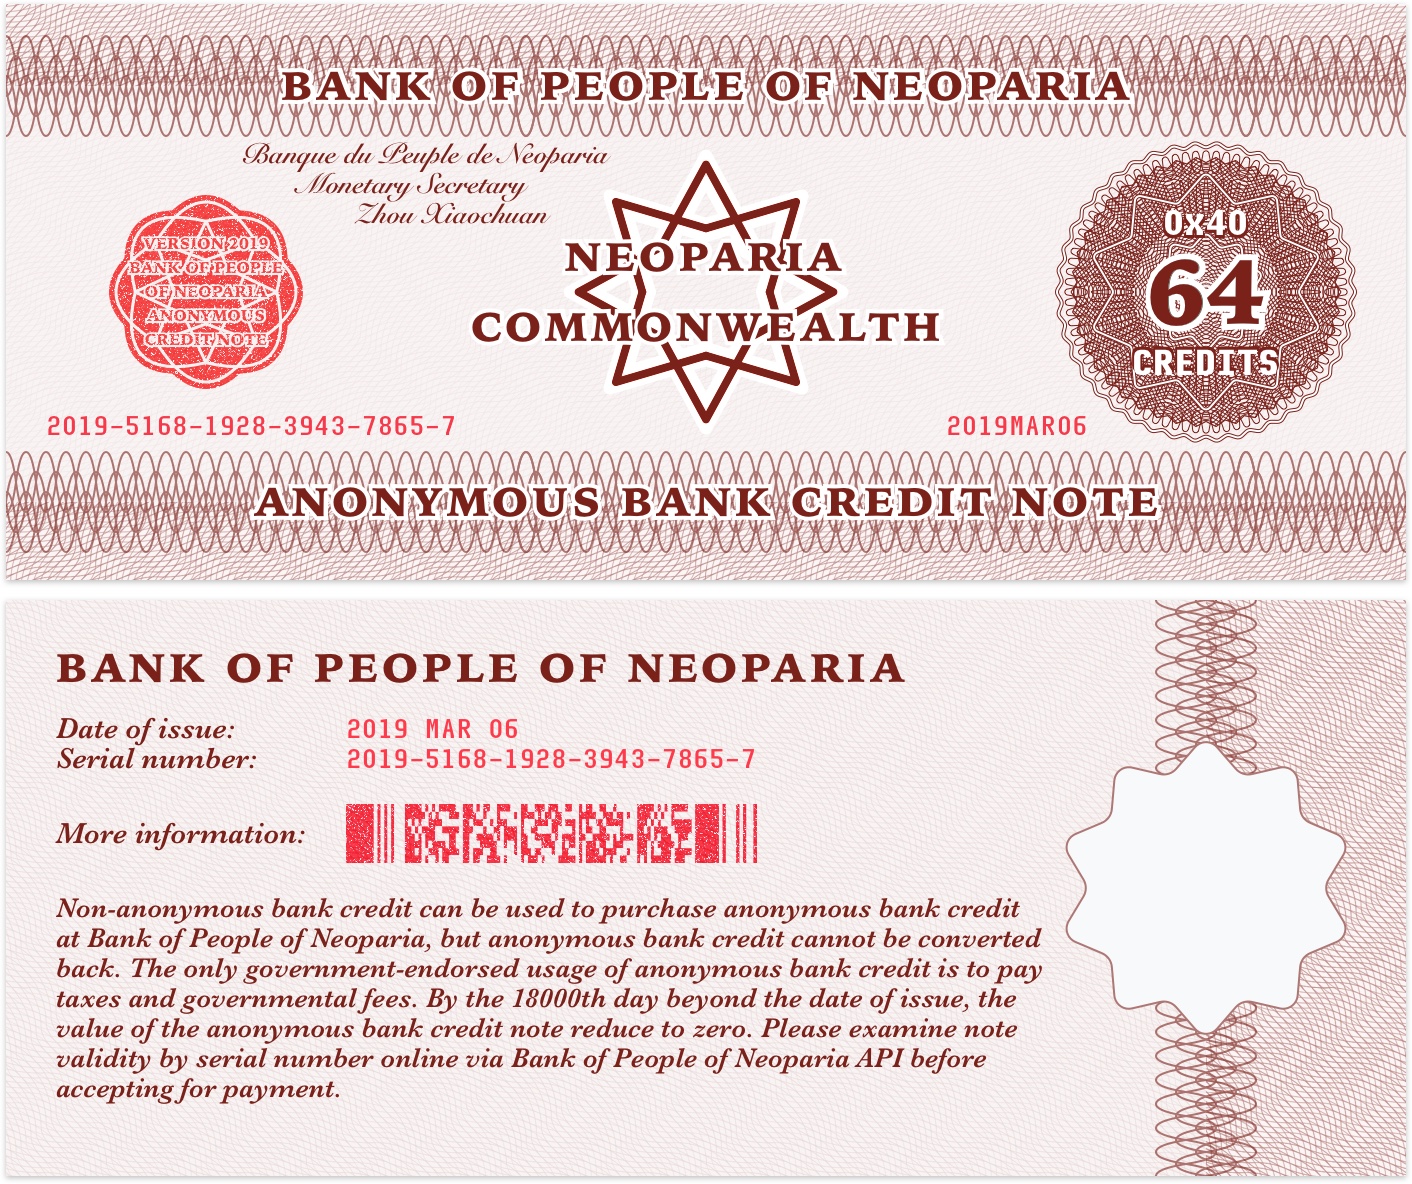 BANK OF PEOPLE OF NEOPARIA
Banque du Peuple de Neoparia
Monetary Secretary
Zhou Xiaochuan
VERSION 2019
BANK OF PEOPLE
OF NEOPARIA
ANONYMOUS
CREDIT NOTE
NEOPARIA
COMMONWEALTH
0x40
64
CREDITS
2019-5168-1928-3943-7865-7
2019MAR06
ANONYMOUS BANK CREDIT NOTE
BANK OF PEOPLE OF NEOPARIA
Date of issue: 2019 MAR 06
Serial number: 2019-5168-1928-3943-7865-7
More information:
Non-anonymous bank credit can be used to purchase anonymous bank credit
at Bank of People of Neoparia, but anonymous bank credit cannot be converted
back. The only government-endorsed usage of anonymous bank credit is to pay
taxes and governmental fees. By the 18000th day beyond the date of issue, the
value of the anonymous bank credit note reduce to zero. Please examine note
validity by serial number online via Bank of People of Neoparia API before
accepting for payment.